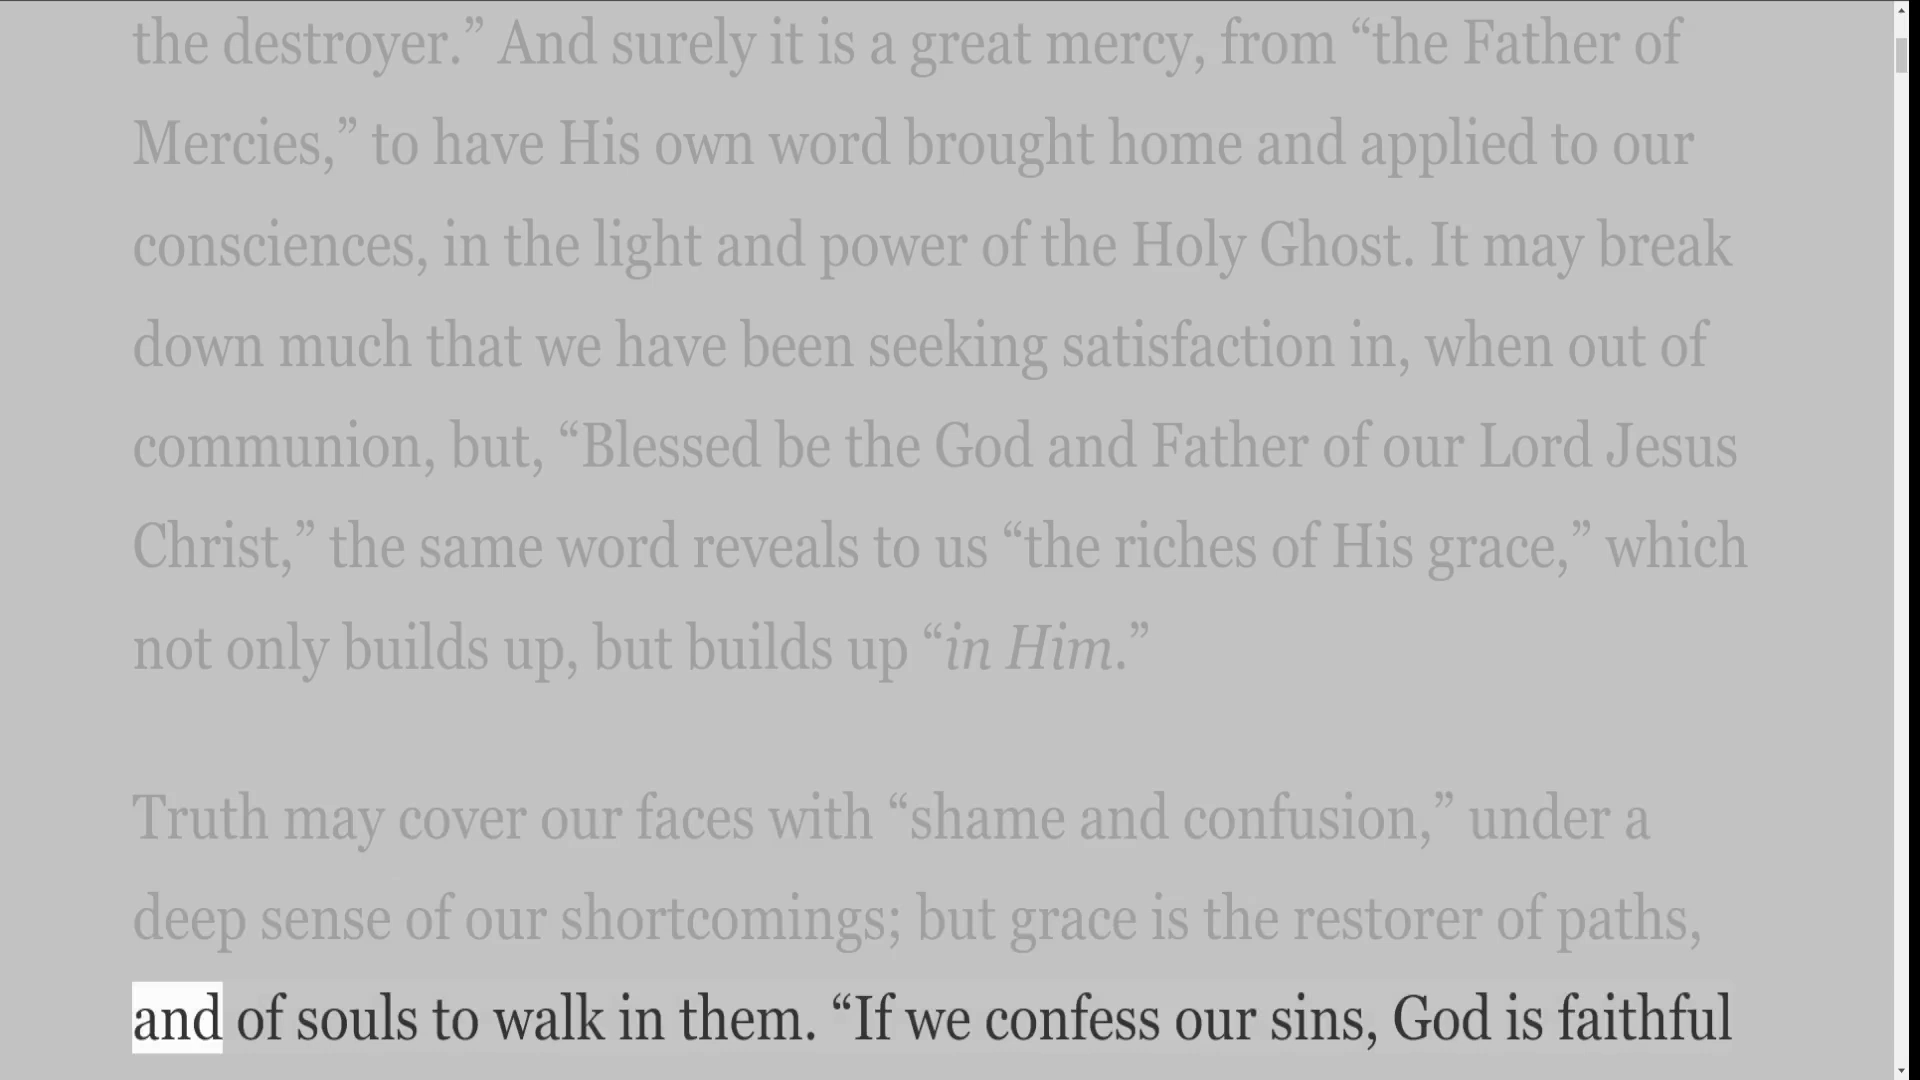 the destroyer.” And surely it is a great mercy, from “the Father of
Mercies,” to have His own word brought home and applied to our
consciences, in the light and power of the Holy Ghost. It may break
down much that we have been seeking satisfaction in, when out of
communion, but, “Blessed be the God and Father of our Lord Jesus
Christ,” the same word reveals to us “the riches of His grace,” which
not only builds up, but builds up “in Him.”
Truth may cover our faces with “shame and confusion,” under a
deep sense of our shortcomings; but grace is the restorer of paths,
and of souls to walk in them. “If we confess our sins, God is faithful